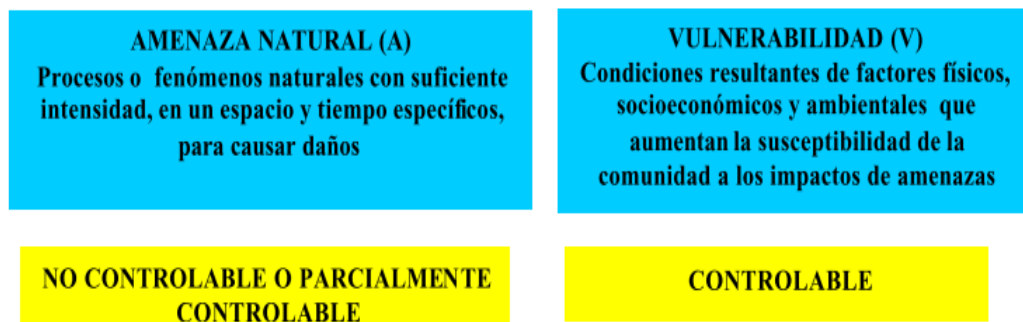 AMENAZA NATURAL (A)
Procesos o fenómenos naturales con suficiente
intensidad, en un espacio y tiempo específicos,
para causar daños
VULNERABILIDAD (V)
Condiciones resultantes de factores físicos,
socioeconómicos y ambientales que
aumentan la susceptibilidad de la
comunidad a los impactos de amenazas
NO CONTROLABLE O PARCIALMENTE
CONTROLABLE
CONTROLABLE